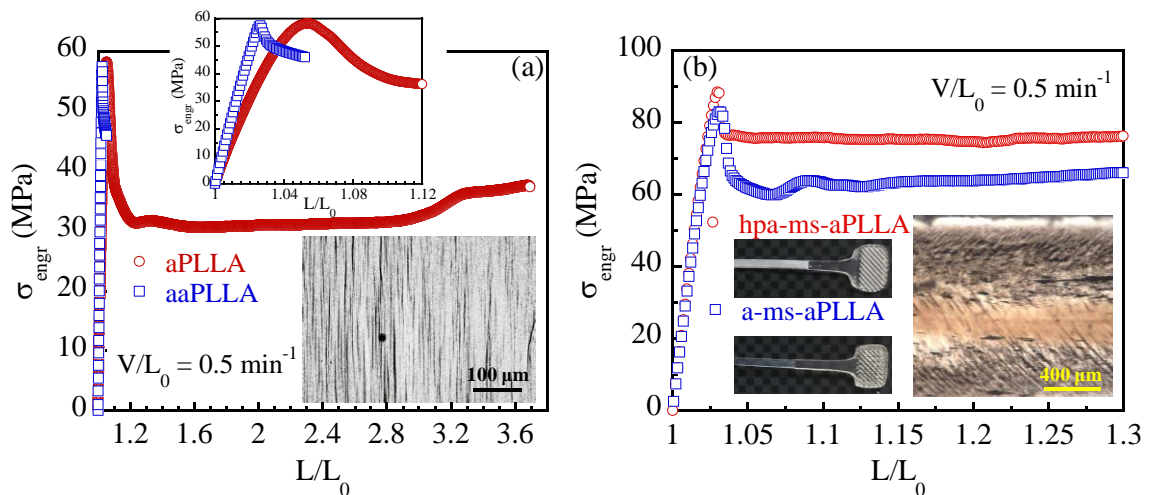 60
50
40
30
20
10
0
σengr (MPa)
1
1.04
1.08
1.12
L/L0
(a)
60
50
40
30
20
10
0
σengr (MPa)
aPLLA
aaPLLA
V/L0 = 0.5 min-1
100 μm
1.2
1.6
2
2.4
2.8
3.2
3.6
L/L0
(b)
V/L0 = 0.5 min-1
100
80
60
40
20
0
σengr (MPa)
hpa-ms-aPLLA
a-ms-aPLLA
400 μm
1
1.05
1.1
1.15
1.2
1.25
1.3
L/L0